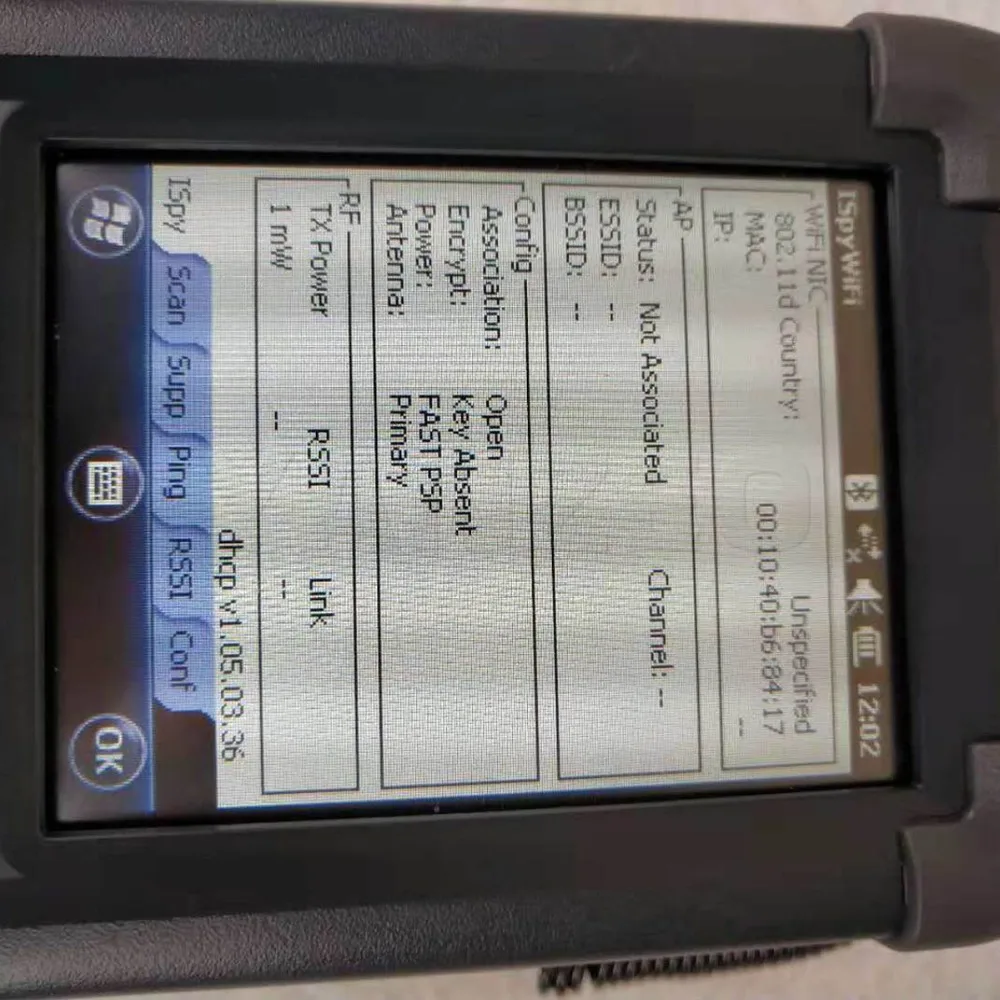 ISpyWiFi 12:02
WiFi NIC
802.11d Country: Unspecified
MAC: 00:10:40:b6:84:17
IP: --
AP
Status: Not Associated Channel: --
ESSID: --
BSSID: --
Config
Association: Open
Encrypt: Key Absent
Power: FAST PSP
Antenna: Primary
RF
TX Power RSSI Link
1 mW -- --
dhcp v1.05.03.36
ISpy Scan Supp Ping RSSI Conf
OK